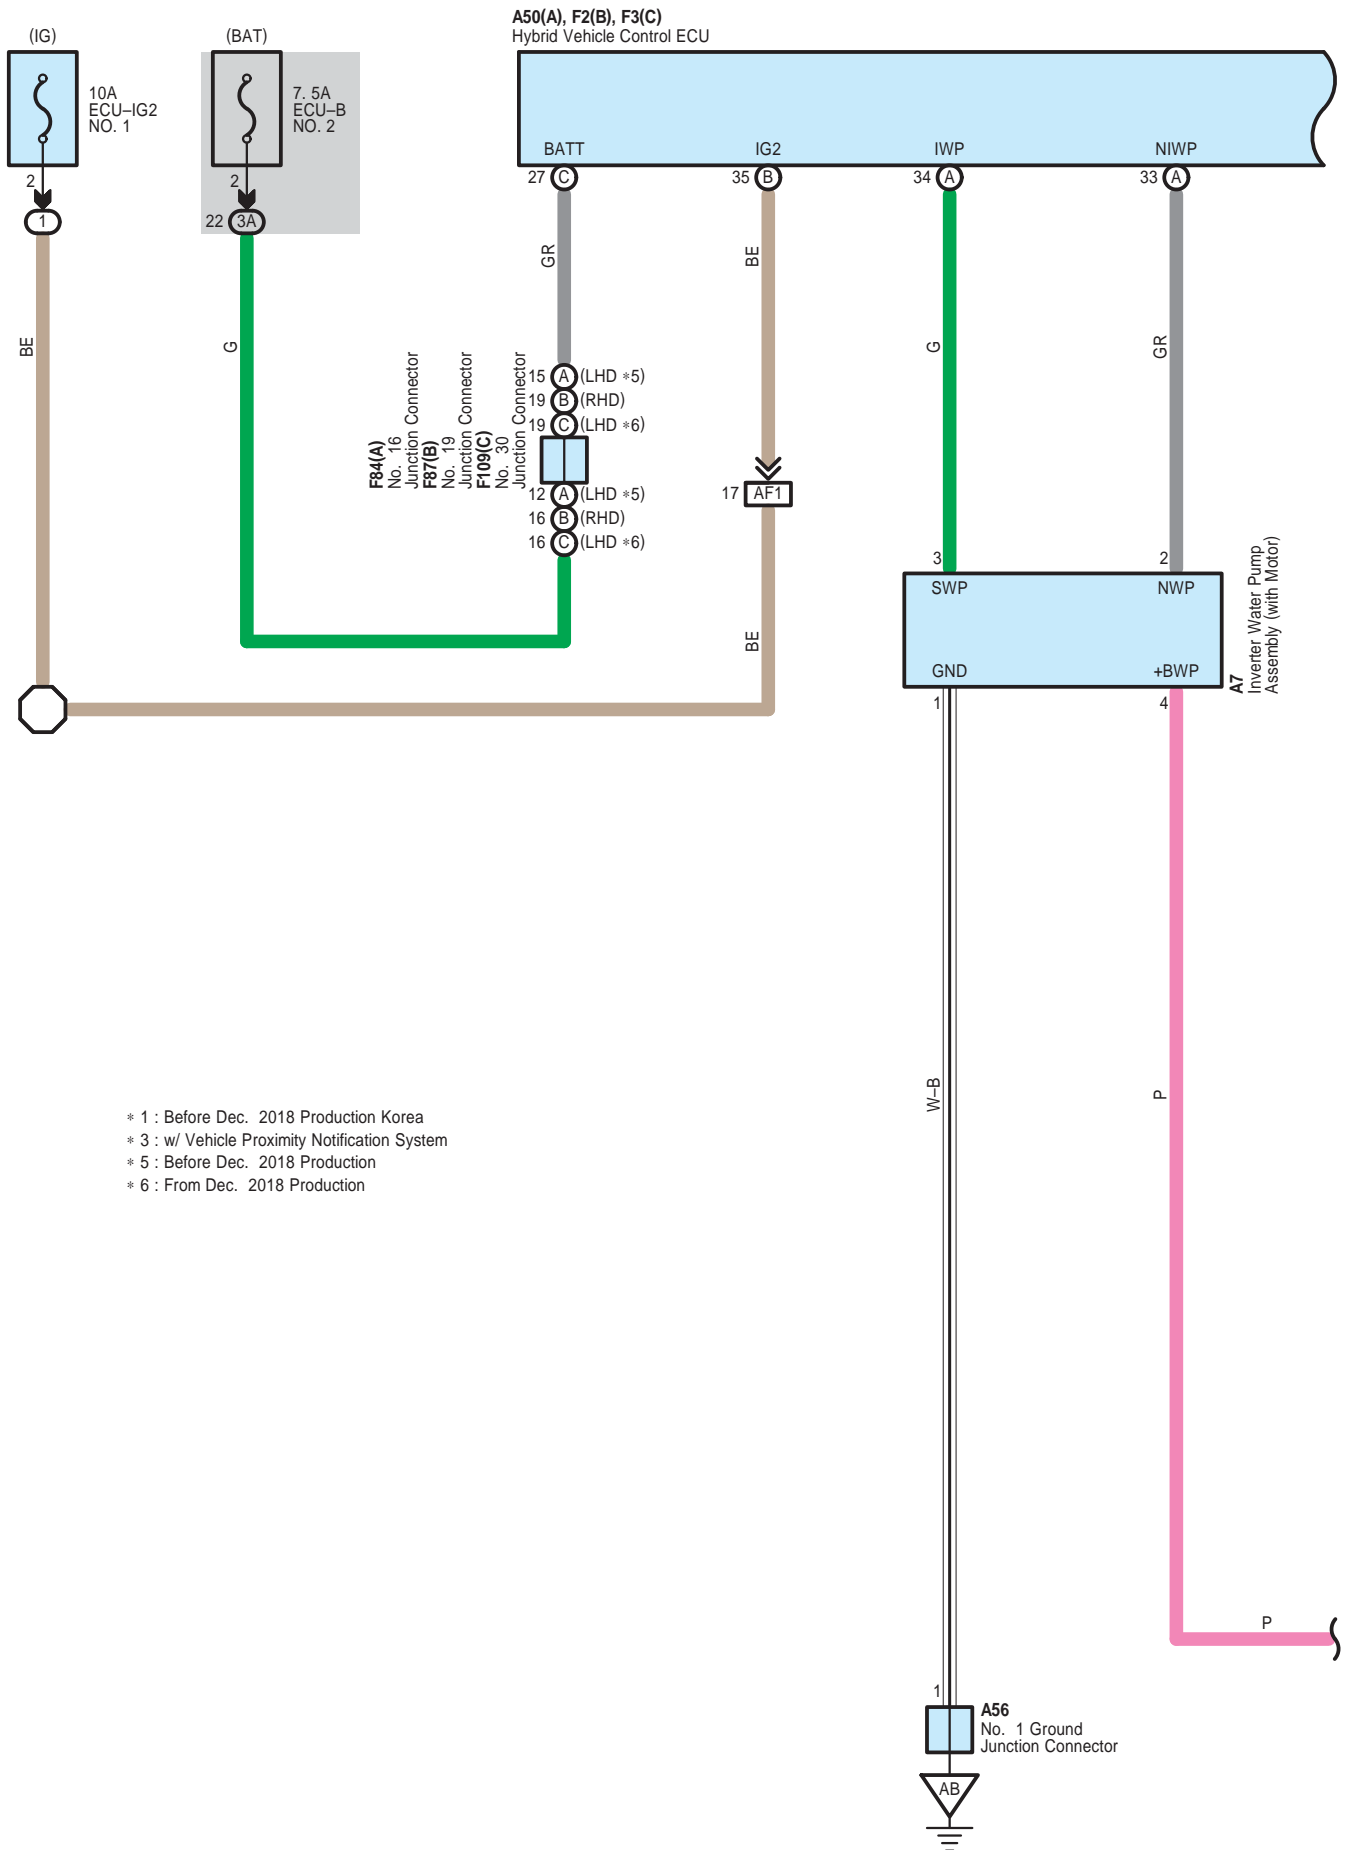 A50(A), F2(B), F3(C)
Hybrid Vehicle Control ECU
(IG)
(BAT)
10A
ECU–IG2
NO. 1
7. 5A
ECU–B
NO. 2
BATT
IG2
IWP
NIWP
27 C
35 B
34 A
33 A
2
2
1
22 3A
GR
BE
G
GR
BE
G
15 A (LHD *5)
19 B (RHD)
19 C (LHD *6)
F84(A)
No. 16
Junction Connector
F87(B)
No. 19
Junction Connector
F109(C)
No. 30
Junction Connector
12 A (LHD *5)
16 B (RHD)
16 C (LHD *6)
17 AF1
BE
3
2
SWP
NWP
GND
+BWP
A7
Inverter Water Pump
Assembly (with Motor)
1
4
W–B
P
* 1 : Before Dec. 2018 Production Korea
* 3 : w/ Vehicle Proximity Notification System
* 5 : Before Dec. 2018 Production
* 6 : From Dec. 2018 Production
P
1
A56
No. 1 Ground
Junction Connector
AB